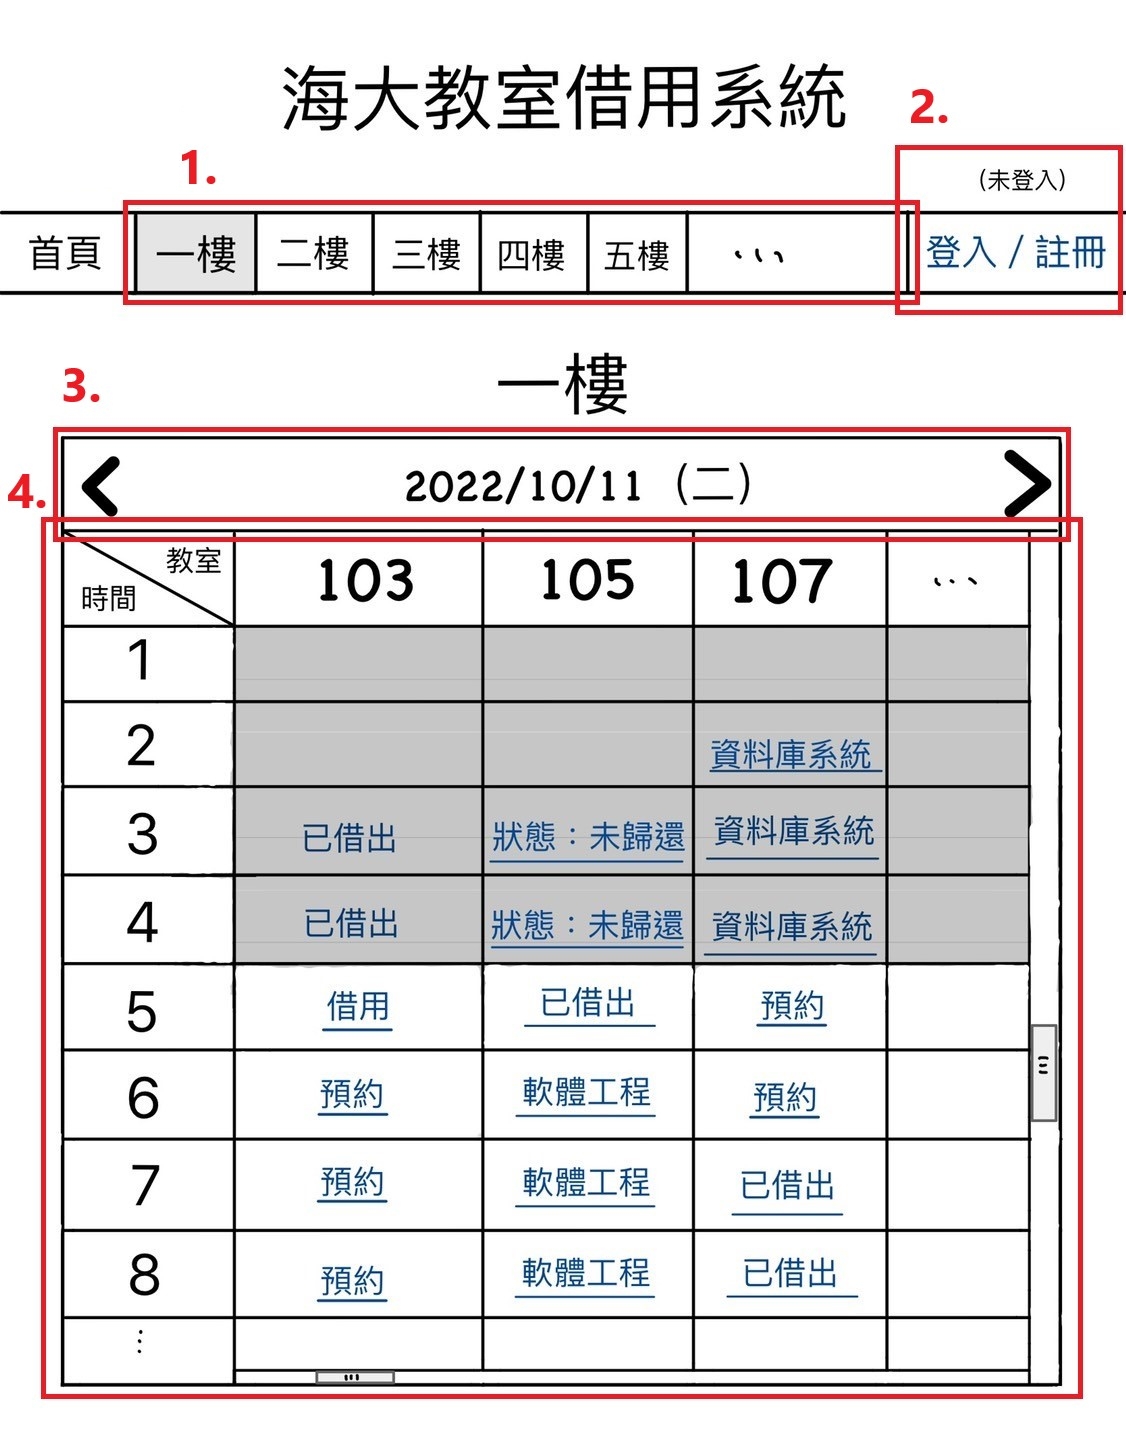 海大教室借用系統
1.
2.
(未登入)
首頁 一樓 二樓 三樓 四樓 五樓 ... 登入 / 註冊
一樓
3.
2022/10/11 (二)
4.
教室
時間
103 105 107 ...
1
2 資料庫系統
3 已借出 狀態：未歸還 資料庫系統
4 已借出 狀態：未歸還 資料庫系統
5 借用 已借出 預約
6 預約 軟體工程 預約
7 預約 軟體工程 已借出
8 預約 軟體工程 已借出
⋮